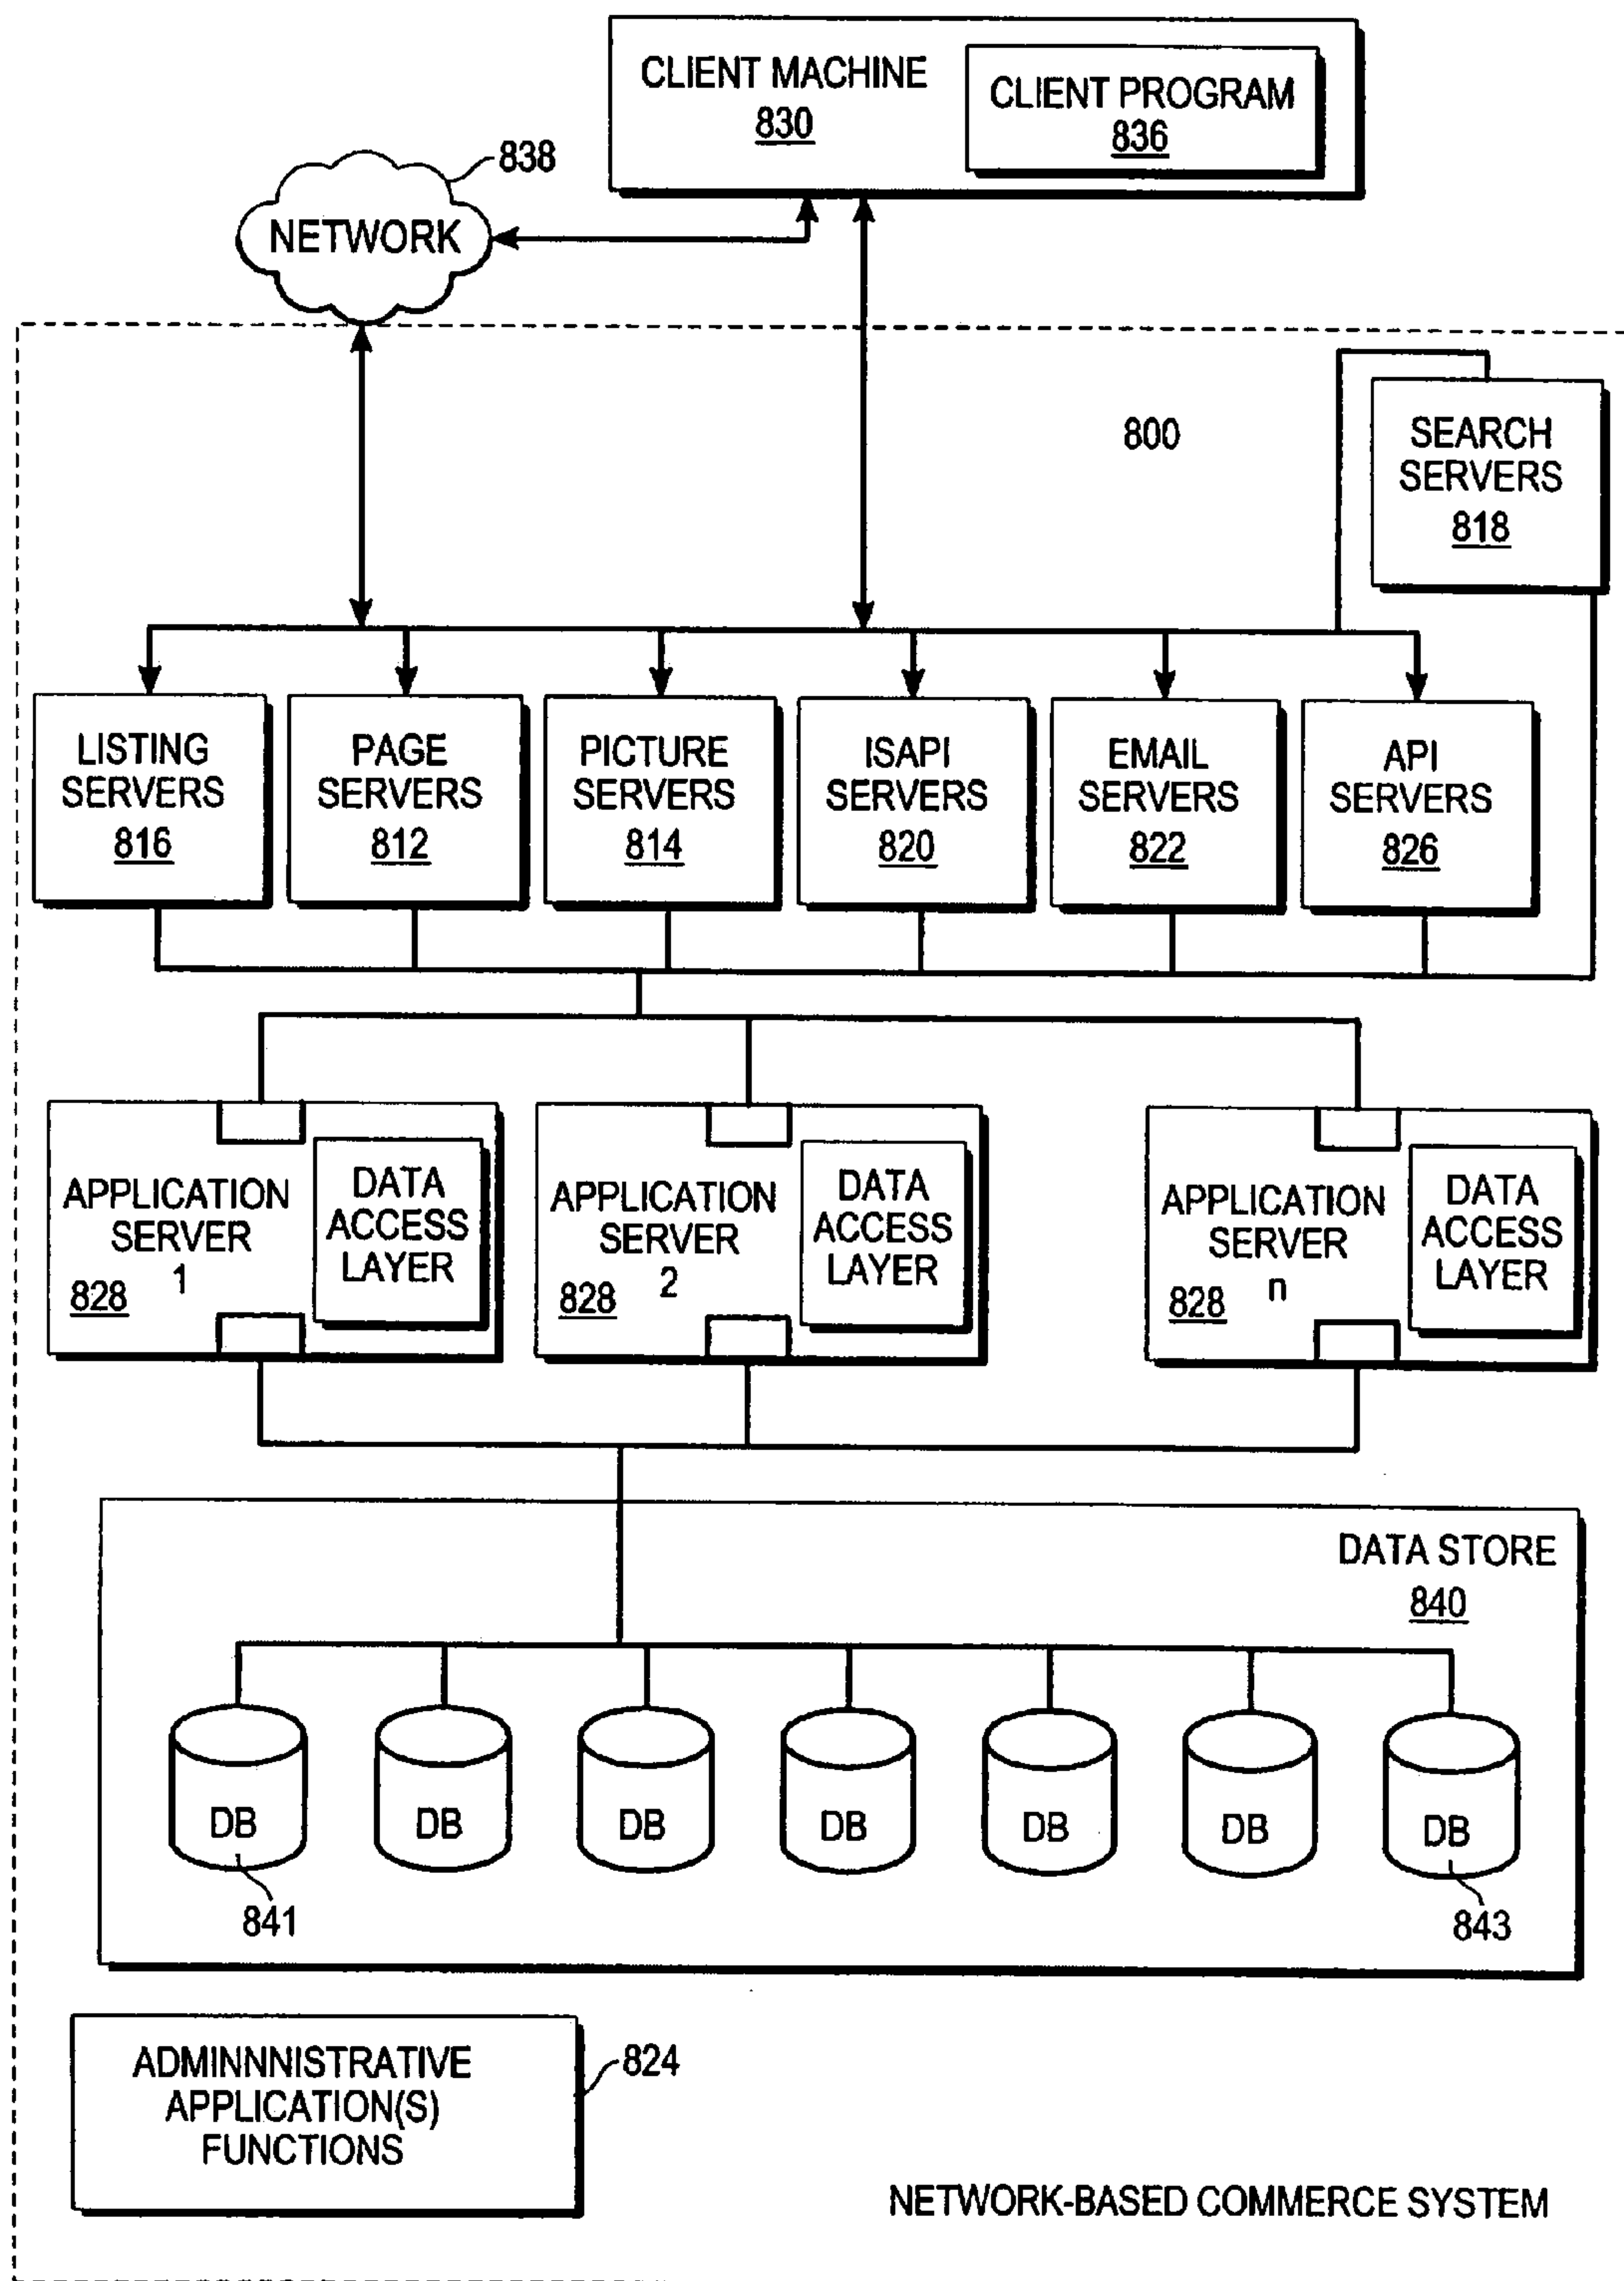 CLIENT MACHINE
830
CLIENT PROGRAM
836
838
NETWORK
800
SEARCH
SERVERS
818
LISTING
SERVERS
816
PAGE
SERVERS
812
PICTURE
SERVERS
814
ISAPI
SERVERS
820
EMAIL
SERVERS
822
API
SERVERS
826
APPLICATION
SERVER
1
828
DATA
ACCESS
LAYER
APPLICATION
SERVER
2
828
DATA
ACCESS
LAYER
APPLICATION
SERVER
n
828
DATA
ACCESS
LAYER
DATA STORE
840
DB
DB
DB
DB
DB
DB
DB
841
843
ADMINNNISTRATIVE
APPLICATION(S)
FUNCTIONS
824
NETWORK-BASED COMMERCE SYSTEM